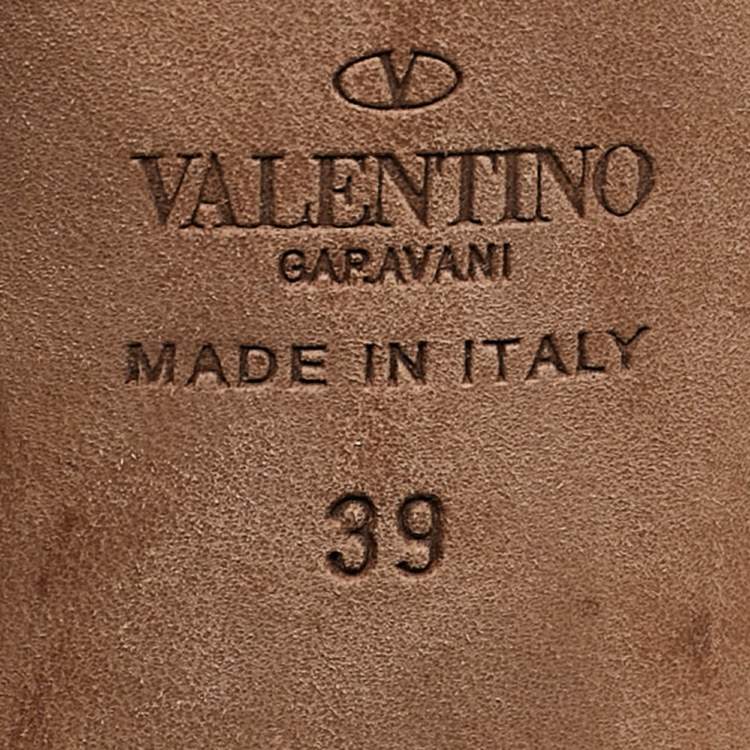 V
VALENTINO
GARAVANI
MADE IN ITALY
39